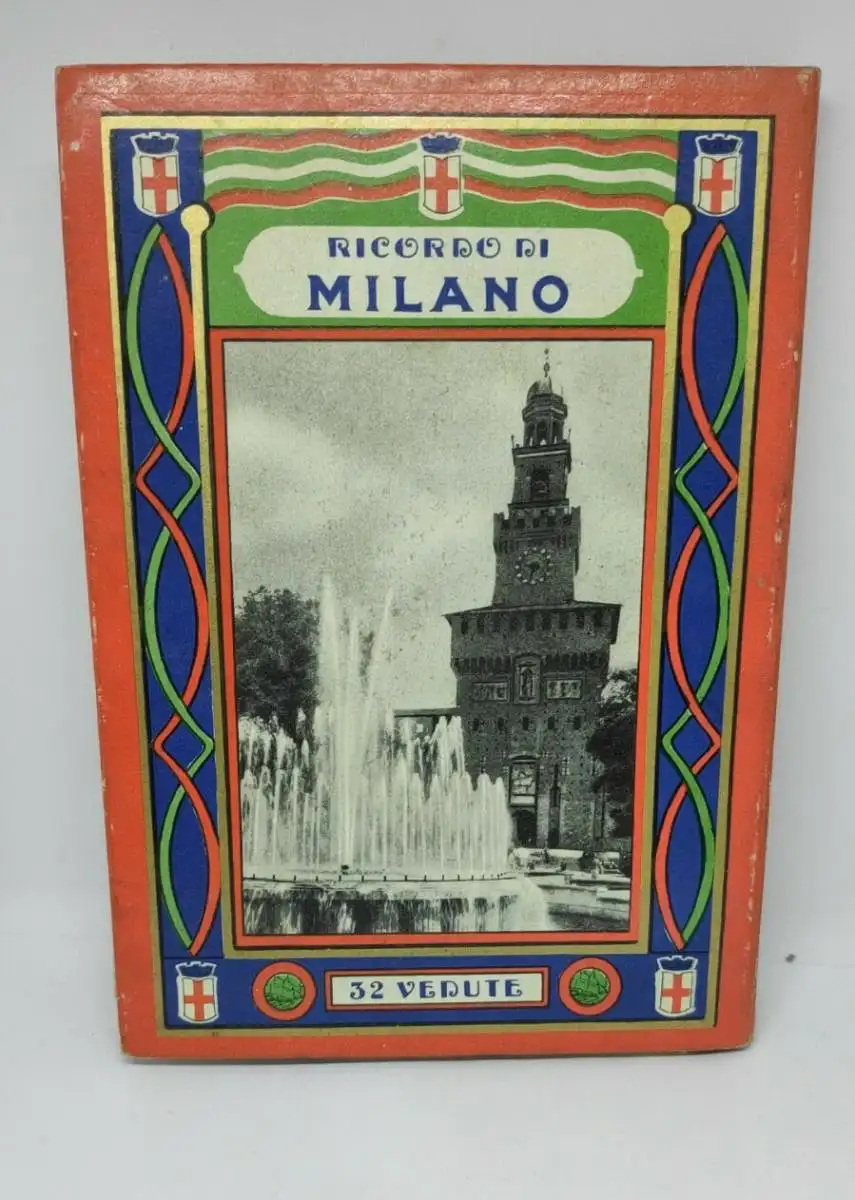 RICORDO DI
MILANO
32 VEDUTE